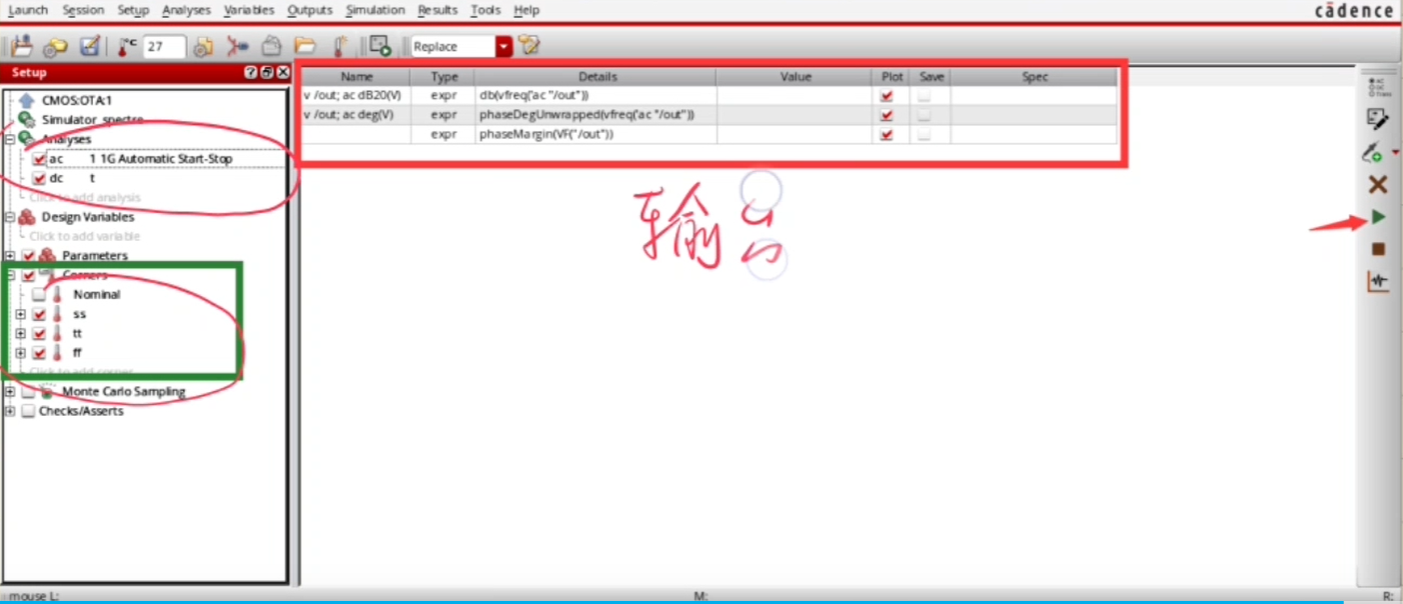 Launch Session Setup Analyses Variables Outputs Simulation Results Tools Help
cādence
°C 27 Replace
Setup
Name Type Details Value Plot Save Spec
CMOS:OTA:1
v /out; ac dB20(V) expr db(vfreq('ac "/out"))
Simulator spectre
v /out; ac deg(V) expr phaseDegUnwrapped(vfreq('ac "/out"))
Analyses
expr phaseMargin(VF("/out"))
ac 1 1G Automatic Start-Stop
dc t
Click to add analysis
输出
Design Variables
Click to add variable
Parameters
Corners
Nominal
ss
tt
ff
Click to add corner
Monte Carlo Sampling
Checks/Asserts
mouse L: M: R: